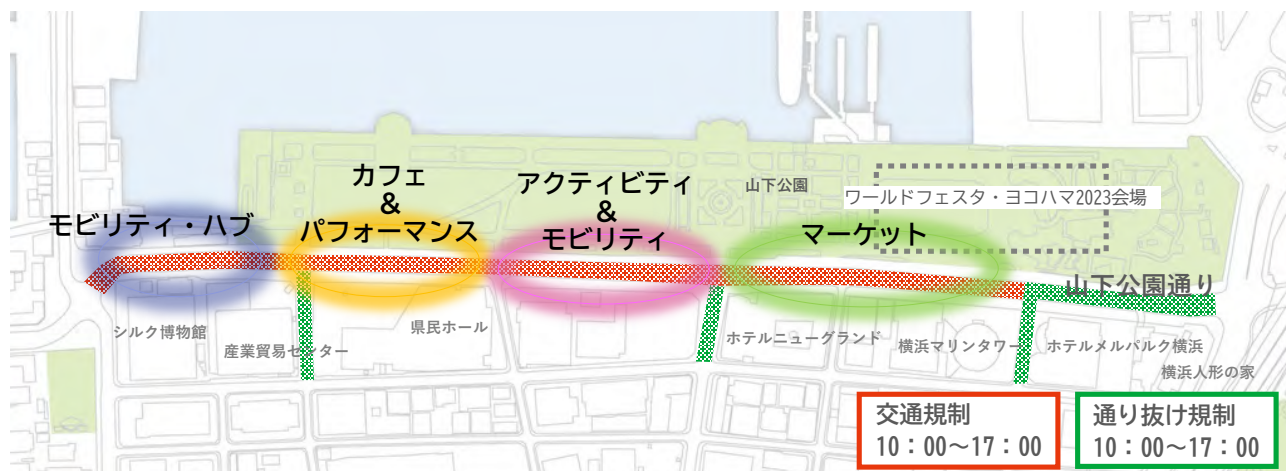 カフェ
&
パフォーマンス
アクティビティ
&
モビリティ
山下公園
ワールドフェスタ・ヨコハマ2023会場
モビリティ・ハブ
マーケット
山下公園通り
シルク博物館
産業貿易センター
県民ホール
ホテルニューグランド
横浜マリンタワー
ホテルメルパルク横浜
横浜人形の家
交通規制
10：00～17：00
通り抜け規制
10：00～17：00